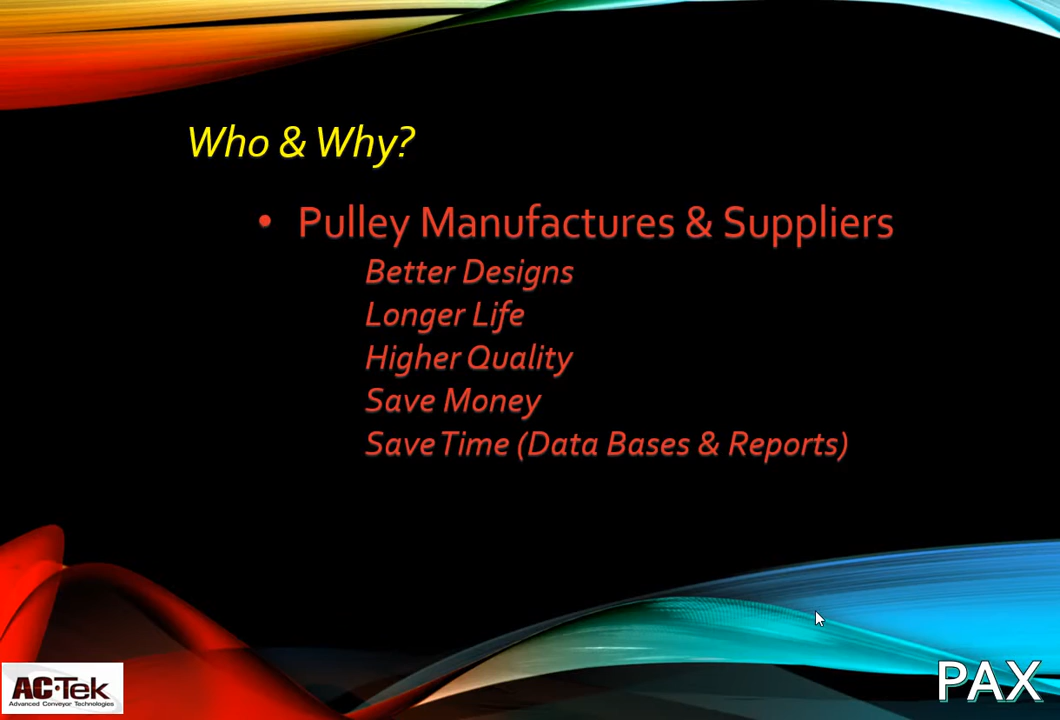 Who & Why?
• Pulley Manufactures & Suppliers
Better Designs
Longer Life
Higher Quality
Save Money
Save Time (Data Bases & Reports)
AC·Tek
Advanced Conveyor Technologies
PAX